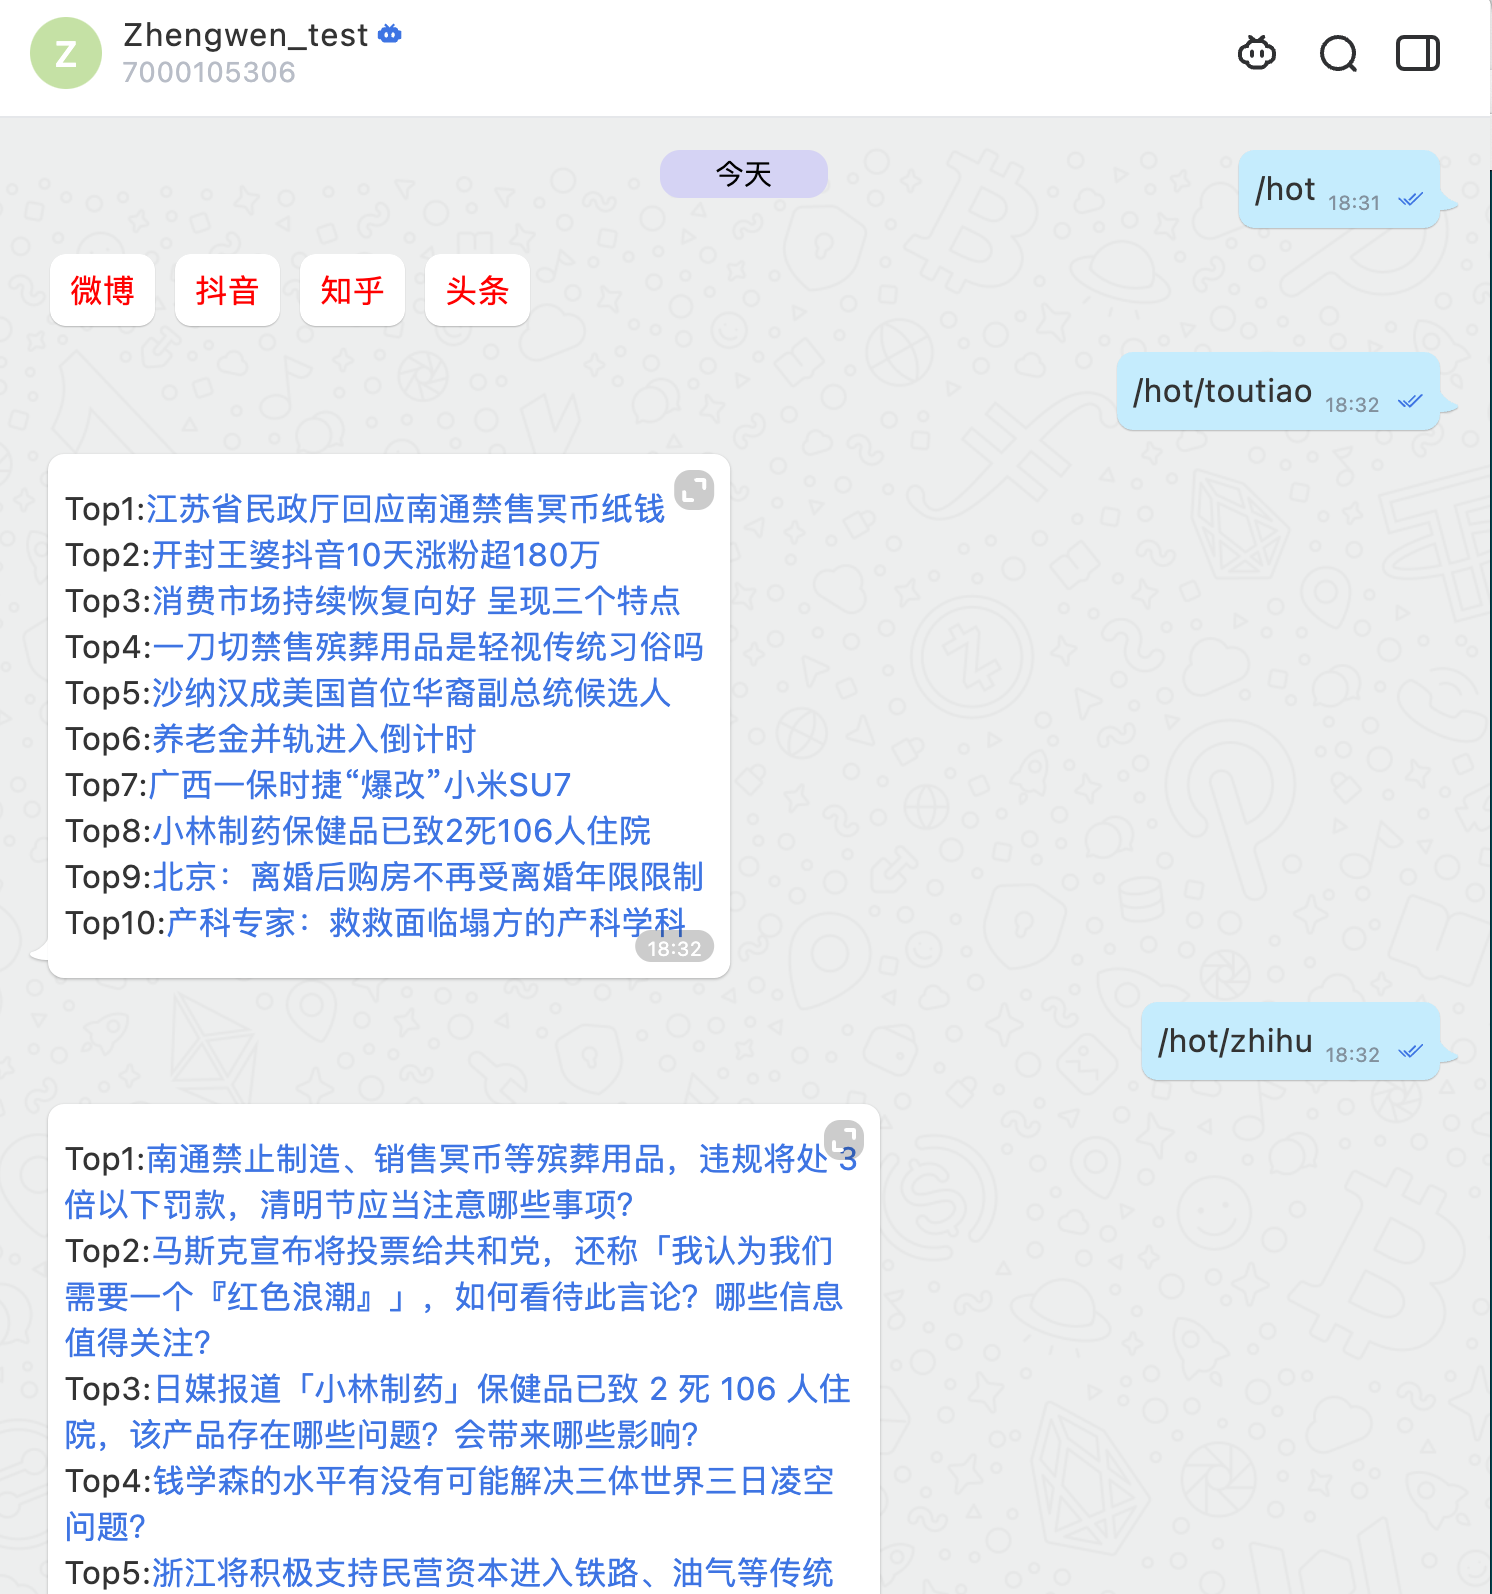 Z
Zhengwen_test
7000105306
今天
/hot 18:31
微博 抖音 知乎 头条
/hot/toutiao 18:32
Top1:江苏省民政厅回应南通禁售冥币纸钱
Top2:开封王婆抖音10天涨粉超180万
Top3:消费市场持续恢复向好 呈现三个特点
Top4:一刀切禁售殡葬用品是轻视传统习俗吗
Top5:沙纳汉成美国首位华裔副总统候选人
Top6:养老金并轨进入倒计时
Top7:广西一保时捷“爆改”小米SU7
Top8:小林制药保健品已致2死106人住院
Top9:北京：离婚后购房不再受离婚年限限制
Top10:产科专家：救救面临塌方的产科学科
18:32
/hot/zhihu 18:32
Top1:南通禁止制造、销售冥币等殡葬用品，违规将处 3
倍以下罚款，清明节应当注意哪些事项？
Top2:马斯克宣布将投票给共和党，还称「我认为我们
需要一个『红色浪潮』」，如何看待此言论？哪些信息
值得关注？
Top3:日媒报道「小林制药」保健品已致 2 死 106 人住
院，该产品存在哪些问题？会带来哪些影响？
Top4:钱学森的水平有没有可能解决三体世界三日凌空
问题？
Top5:浙江将积极支持民营资本进入铁路、油气等传统